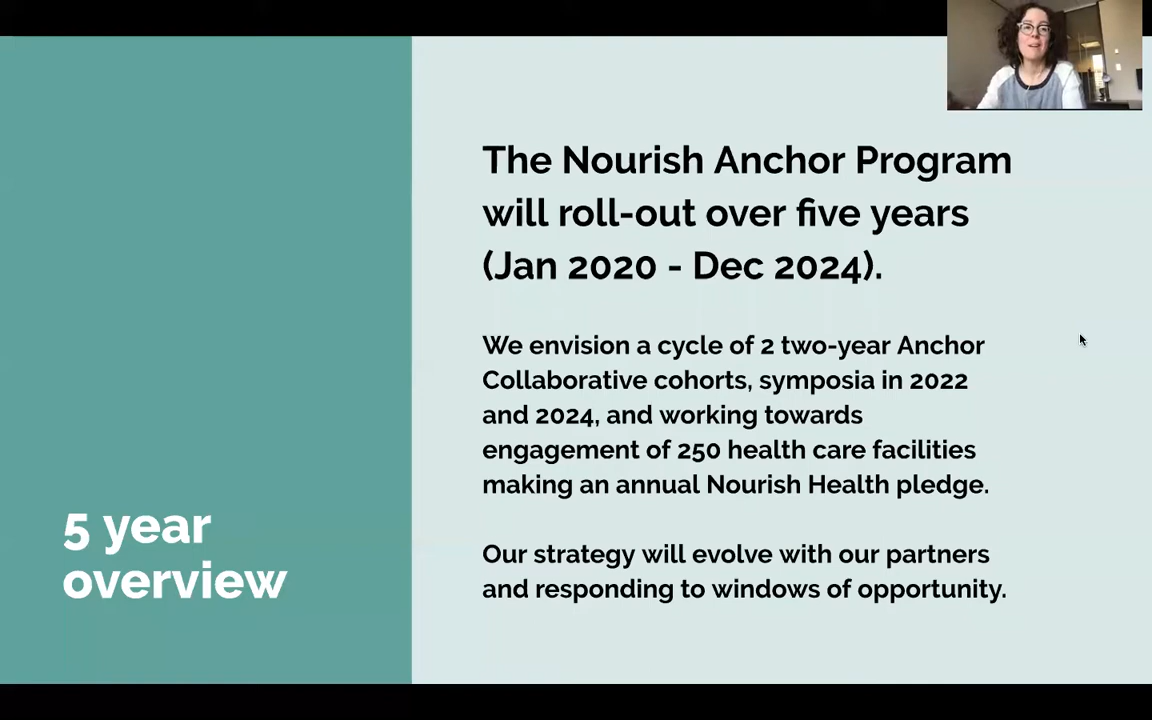 The Nourish Anchor Program
will roll-out over five years
(Jan 2020 - Dec 2024).
We envision a cycle of 2 two-year Anchor
Collaborative cohorts, symposia in 2022
and 2024, and working towards
engagement of 250 health care facilities
making an annual Nourish Health pledge.
Our strategy will evolve with our partners
and responding to windows of opportunity.
5 year
overview